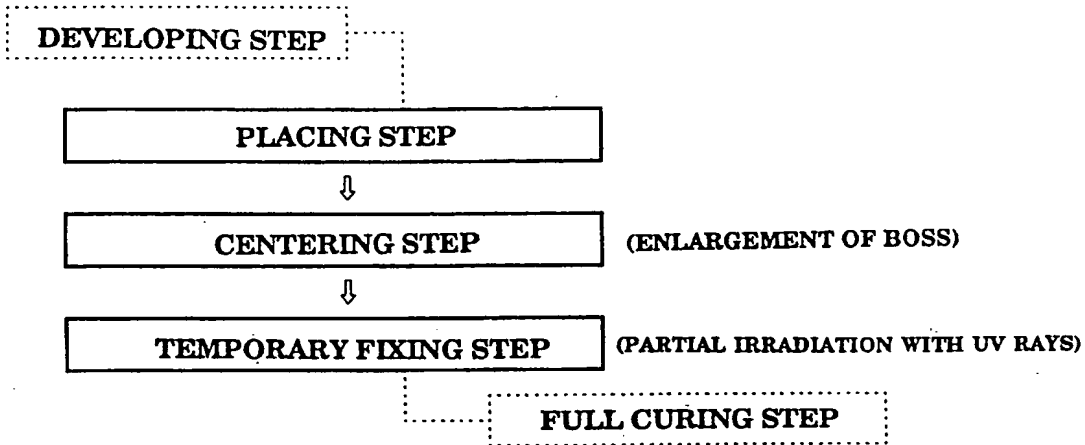 DEVELOPING STEP
PLACING STEP
⇩
CENTERING STEP (ENLARGEMENT OF BOSS)
⇩
TEMPORARY FIXING STEP (PARTIAL IRRADIATION WITH UV RAYS)
FULL CURING STEP